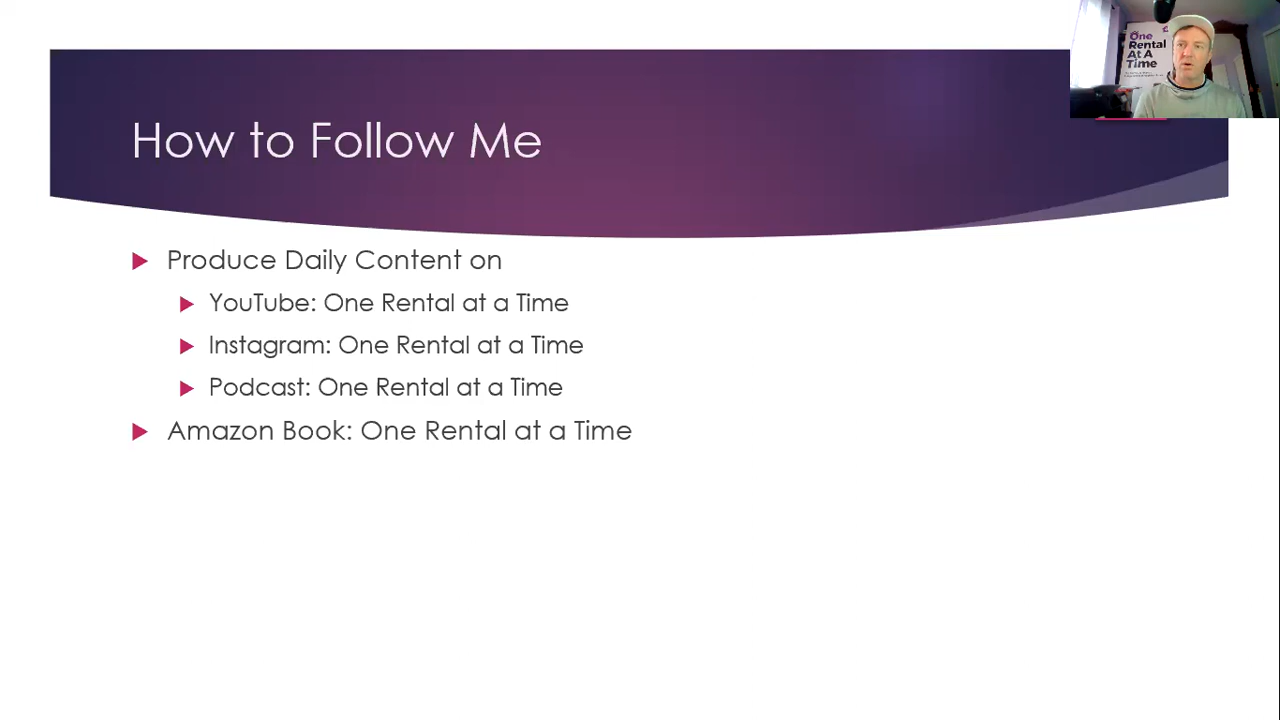 How to Follow Me
One
Rental
At A
Time
Produce Daily Content on
YouTube: One Rental at a Time
Instagram: One Rental at a Time
Podcast: One Rental at a Time
Amazon Book: One Rental at a Time